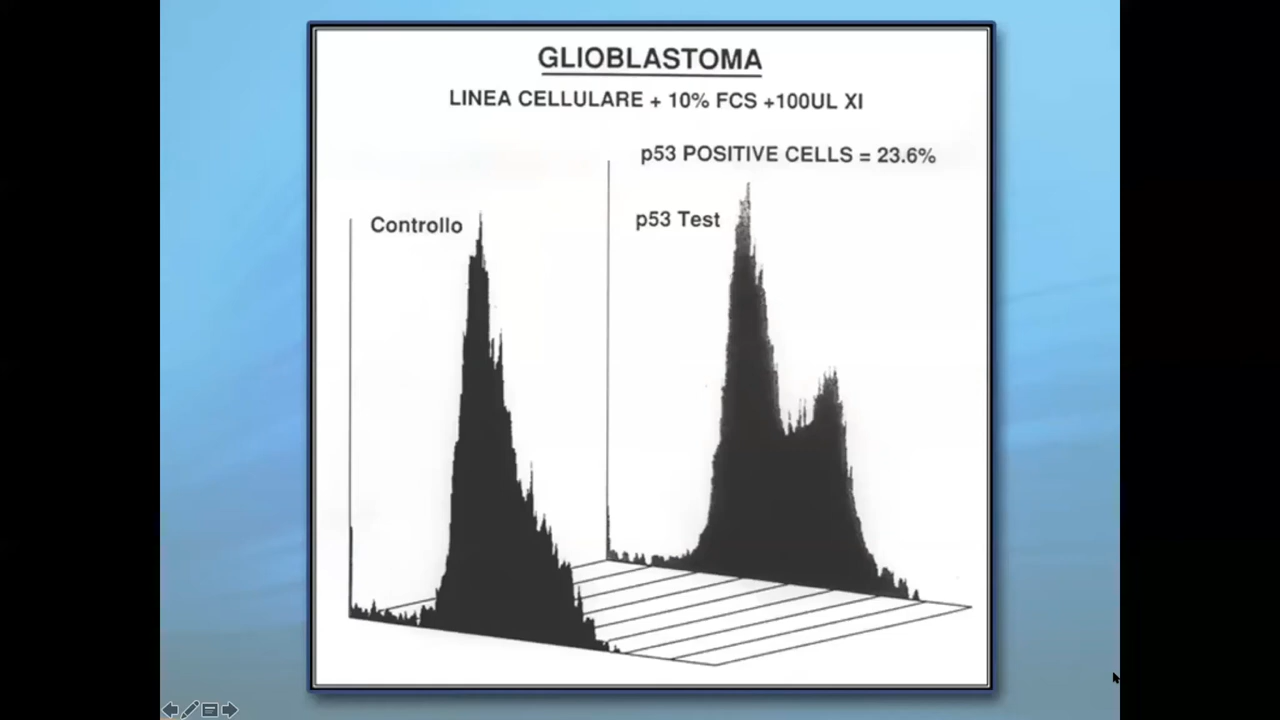 GLIOBLASTOMA
LINEA CELLULARE + 10% FCS +100UL XI
p53 POSITIVE CELLS = 23.6%
Controllo
p53 Test